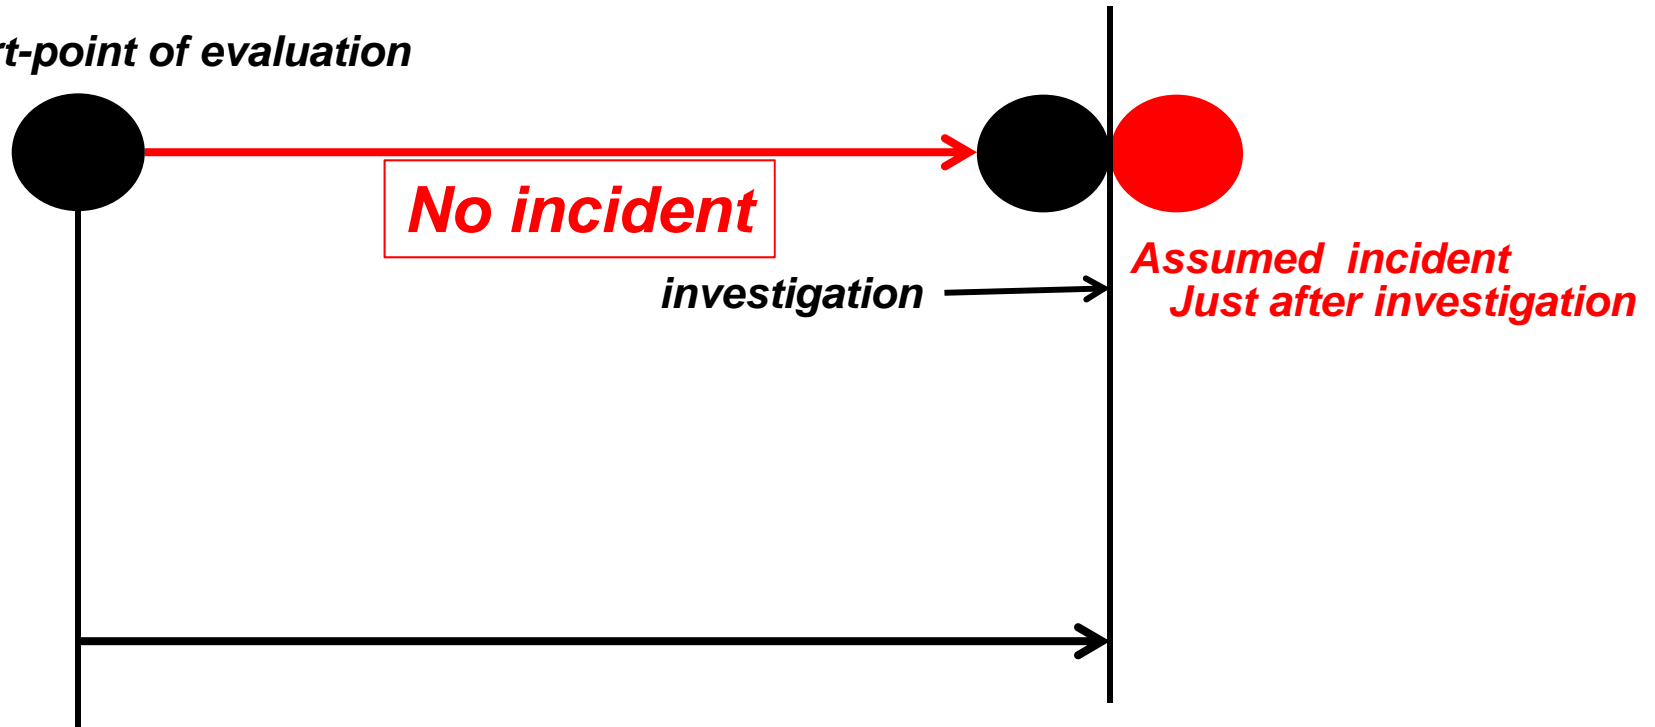 rt-point of evaluation
No incident
Assumed incident
investigation
Just after investigation